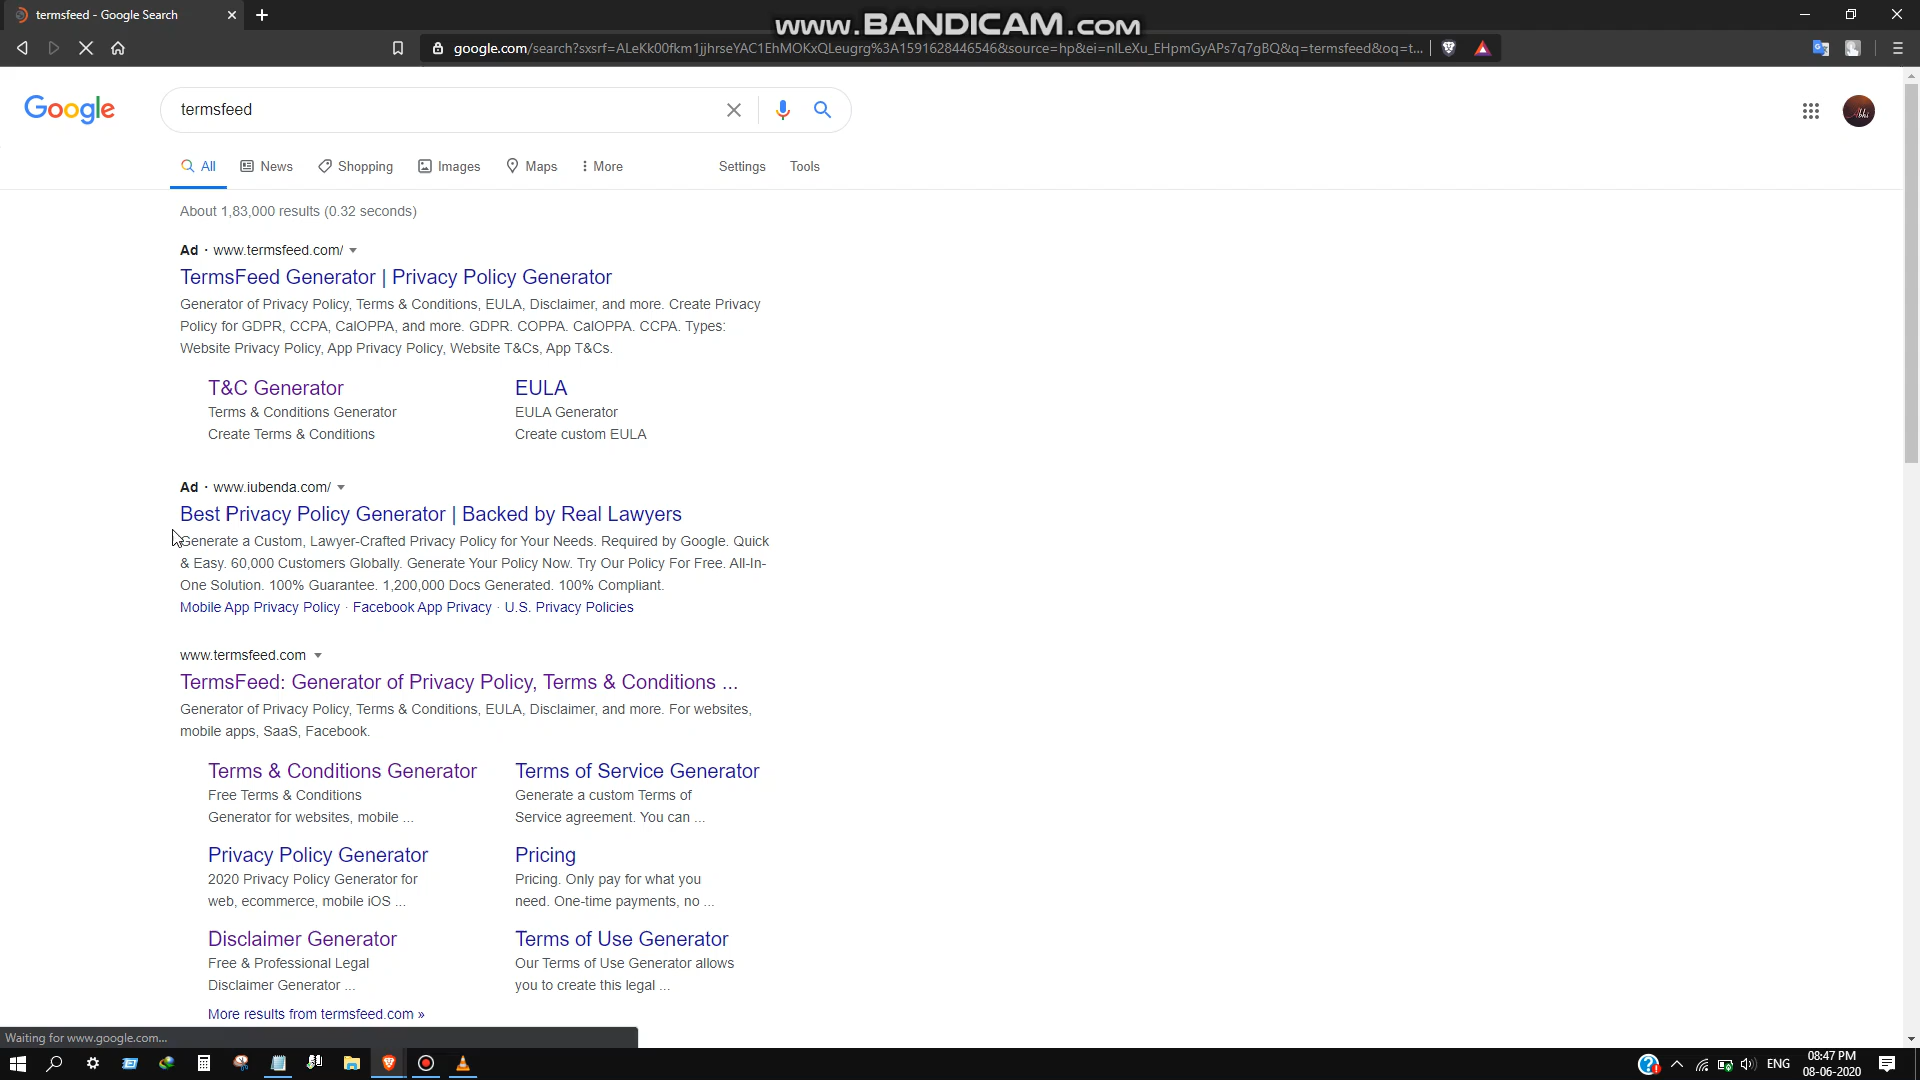 termsfeed - Google Search
www.BANDICAM.com
google.com/search?sxsrf=ALeKk00fkm1jjhrseYAC1EhMOKxQLeugrg%3A1591628446546&source=hp&ei=nlLeXu_EHpmGyAPs7q7gBQ&q=termsfeed&oq=t...
Google
termsfeed
Abhi
All
News
Shopping
Images
Maps
More
Settings
Tools
About 1,83,000 results (0.32 seconds)
Ad · www.termsfeed.com/
TermsFeed Generator | Privacy Policy Generator
Generator of Privacy Policy, Terms & Conditions, EULA, Disclaimer, and more. Create Privacy
Policy for GDPR, CCPA, CalOPPA, and more. GDPR. COPPA. CalOPPA. CCPA. Types:
Website Privacy Policy, App Privacy Policy, Website T&Cs, App T&Cs.
T&C Generator
Terms & Conditions Generator
Create Terms & Conditions
EULA
EULA Generator
Create custom EULA
Ad · www.iubenda.com/
Best Privacy Policy Generator | Backed by Real Lawyers
Generate a Custom, Lawyer-Crafted Privacy Policy for Your Needs. Required by Google. Quick
& Easy. 60,000 Customers Globally. Generate Your Policy Now. Try Our Policy For Free. All-In-
One Solution. 100% Guarantee. 1,200,000 Docs Generated. 100% Compliant.
Mobile App Privacy Policy · Facebook App Privacy · U.S. Privacy Policies
www.termsfeed.com
TermsFeed: Generator of Privacy Policy, Terms & Conditions ...
Generator of Privacy Policy, Terms & Conditions, EULA, Disclaimer, and more. For websites,
mobile apps, SaaS, Facebook.
Terms & Conditions Generator
Free Terms & Conditions
Generator for websites, mobile ...
Terms of Service Generator
Generate a custom Terms of
Service agreement. You can ...
Privacy Policy Generator
2020 Privacy Policy Generator for
web, ecommerce, mobile iOS ...
Pricing
Pricing. Only pay for what you
need. One-time payments, no ...
Disclaimer Generator
Free & Professional Legal
Disclaimer Generator ...
Terms of Use Generator
Our Terms of Use Generator allows
you to create this legal ...
More results from termsfeed.com »
Waiting for www.google.com...
ENG
08:47 PM
08-06-2020